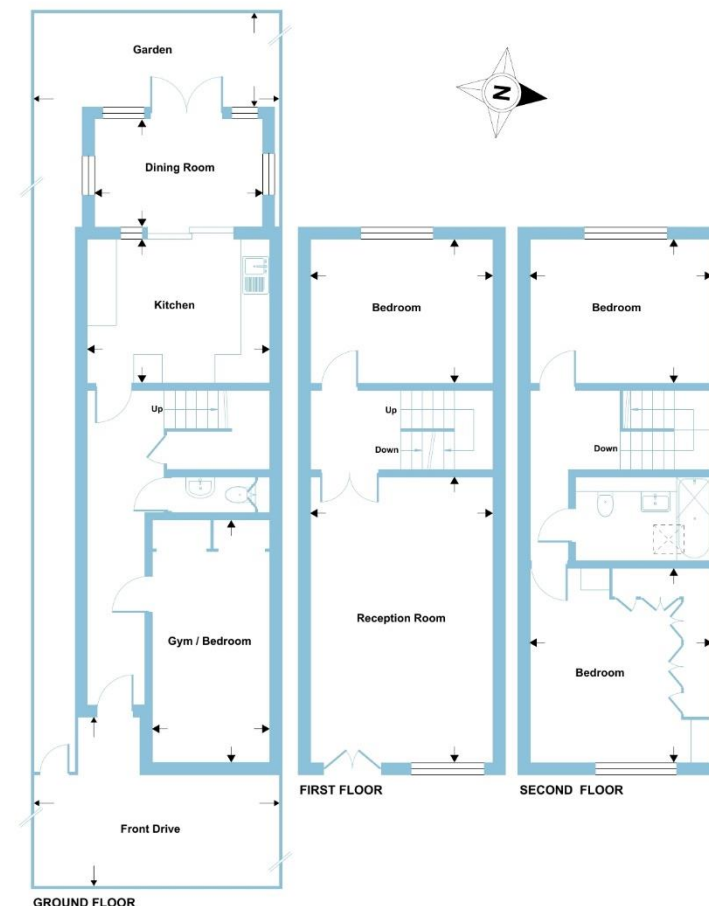 Garden
N
Dining Room
Kitchen
Up
Gym / Bedroom
Front Drive
GROUND FLOOR
Bedroom
Up
Down
Reception Room
FIRST FLOOR
Bedroom
Down
Bedroom
SECOND FLOOR